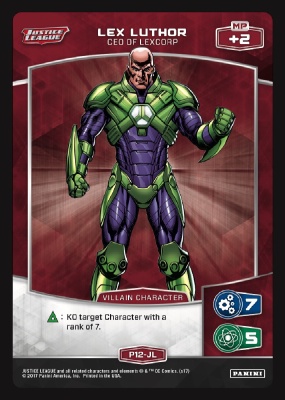 JUSTICE LEAGUE
LEX LUTHOR
CEO OF LEXCORP
MP
+2
VILLAIN CHARACTER
: KO target Character with a
rank of 7.
7
5
P12-JL
JUSTICE LEAGUE and all related characters and elements © & ™ DC Comics. (s17)
© 2017 Panini America, Inc. Printed in the USA.
PANINI